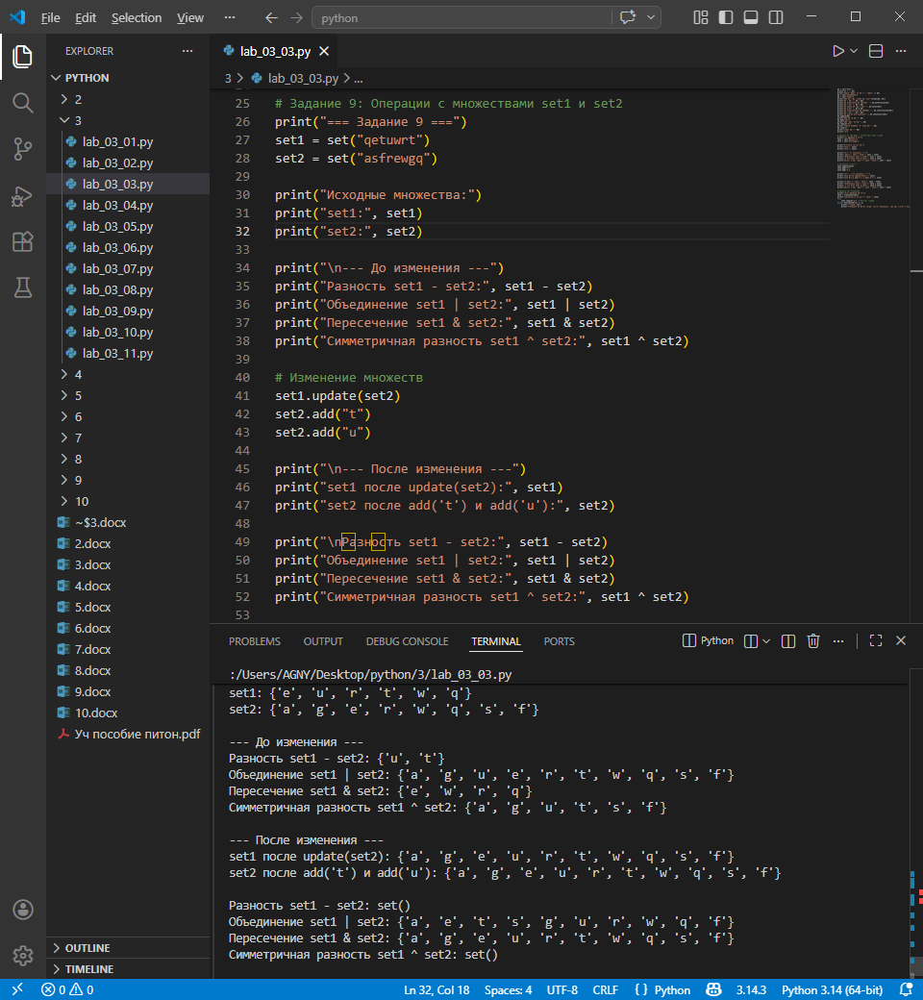 File Edit Selection View ··· python
EXPLORER ···
PYTHON
2
3
lab_03_01.py
lab_03_02.py
lab_03_03.py
lab_03_04.py
lab_03_05.py
lab_03_06.py
lab_03_07.py
lab_03_08.py
lab_03_09.py
lab_03_10.py
lab_03_11.py
4
5
6
7
8
9
10
~$3.docx
2.docx
3.docx
4.docx
5.docx
6.docx
7.docx
8.docx
9.docx
10.docx
Уч пособие питон.pdf
OUTLINE
TIMELINE
lab_03_03.py
3 > lab_03_03.py > ...
25 # Задание 9: Операции с множествами set1 и set2
26 print("=== Задание 9 ===")
27 set1 = set("qetuwrt")
28 set2 = set("asfrewgq")
29
30 print("Исходные множества:")
31 print("set1:", set1)
32 print("set2:", set2)
33
34 print("\n--- До изменения ---")
35 print("Разность set1 - set2:", set1 - set2)
36 print("Объединение set1 | set2:", set1 | set2)
37 print("Пересечение set1 & set2:", set1 & set2)
38 print("Симметричная разность set1 ^ set2:", set1 ^ set2)
39
40 # Изменение множеств
41 set1.update(set2)
42 set2.add("t")
43 set2.add("u")
44
45 print("\n--- После изменения ---")
46 print("set1 после update(set2):", set1)
47 print("set2 после add('t') и add('u'):", set2)
48
49 print("\nРазность set1 - set2:", set1 - set2)
50 print("Объединение set1 | set2:", set1 | set2)
51 print("Пересечение set1 & set2:", set1 & set2)
52 print("Симметричная разность set1 ^ set2:", set1 ^ set2)
53
PROBLEMS OUTPUT DEBUG CONSOLE TERMINAL PORTS Python
:/Users/AGNY/Desktop/python/3/lab_03_03.py
set1: {'e', 'u', 'r', 't', 'w', 'q'}
set2: {'a', 'g', 'e', 'r', 'w', 'q', 's', 'f'}
--- До изменения ---
Разность set1 - set2: {'u', 't'}
Объединение set1 | set2: {'a', 'g', 'u', 'e', 'r', 't', 'w', 'q', 's', 'f'}
Пересечение set1 & set2: {'e', 'w', 'r', 'q'}
Симметричная разность set1 ^ set2: {'a', 'g', 'u', 't', 's', 'f'}
--- После изменения ---
set1 после update(set2): {'a', 'g', 'e', 'u', 'r', 't', 'w', 'q', 's', 'f'}
set2 после add('t') и add('u'): {'a', 'g', 'e', 'u', 'r', 't', 'w', 'q', 's', 'f'}
Разность set1 - set2: set()
Объединение set1 | set2: {'a', 'e', 't', 's', 'g', 'u', 'r', 'w', 'q', 'f'}
Пересечение set1 & set2: {'a', 'g', 'e', 'u', 'r', 't', 'w', 'q', 's', 'f'}
Симметричная разность set1 ^ set2: set()
0 0 Ln 32, Col 18 Spaces: 4 UTF-8 CRLF { } Python 3.14.3 Python 3.14 (64-bit)